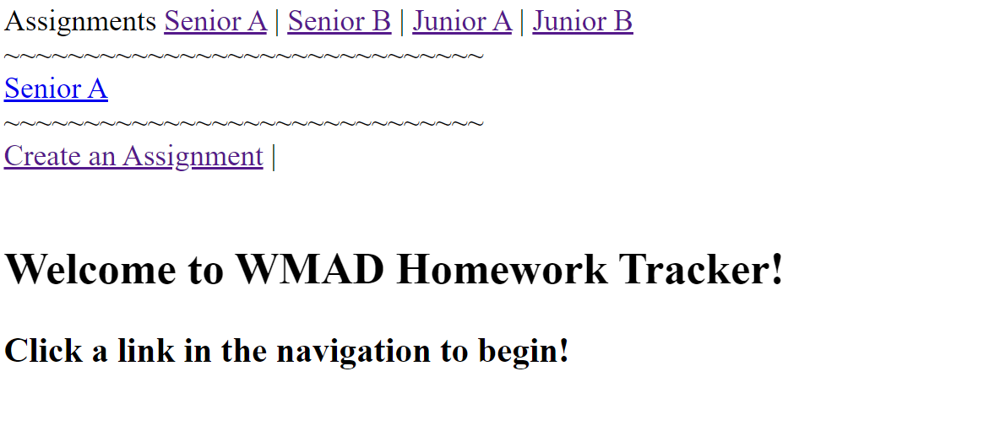 Assignments Senior A | Senior B | Junior A | Junior B
~~~~~~~~~~~~~~~~~~~~~~~~~~~~~~
Senior A
~~~~~~~~~~~~~~~~~~~~~~~~~~~~~~
Create an Assignment |
Welcome to WMAD Homework Tracker!
Click a link in the navigation to begin!